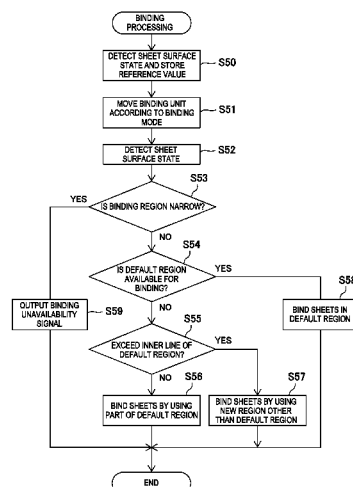 BINDING
PROCESSING
DETECT SHEET SURFACE
STATE AND STORE
REFERENCE VALUE
S50
MOVE BINDING UNIT
ACCORDING TO BINDING
MODE
S51
DETECT SHEET
SURFACE STATE
S52
S53
YES
IS BINDING REGION NARROW?
NO
S54
IS DEFAULT REGION
AVAILABLE FOR
BINDING?
YES
NO
S58
BIND SHEETS IN
DEFAULT REGION
OUTPUT BINDING
UNAVAILABILITY
SIGNAL
S59
S55
EXCEED INNER LINE OF
DEFAULT REGION?
YES
NO
S56
BIND SHEETS BY USING
PART OF DEFAULT REGION
S57
BIND SHEETS BY USING
NEW REGION OTHER
THAN DEFAULT REGION
END